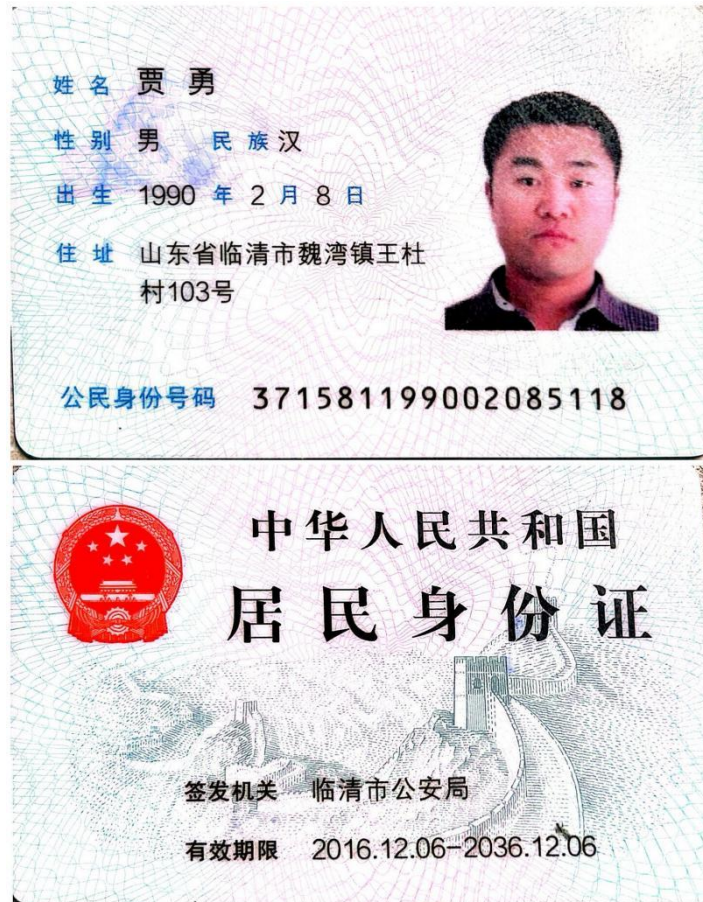 姓名 贾勇
性别 男 民族 汉
出生 1990 年 2 月 8 日
住址 山东省临清市魏湾镇王杜
村103号
公民身份号码 371581199002085118
中华人民共和国
居民身份证
签发机关 临清市公安局
有效期限 2016.12.06-2036.12.06